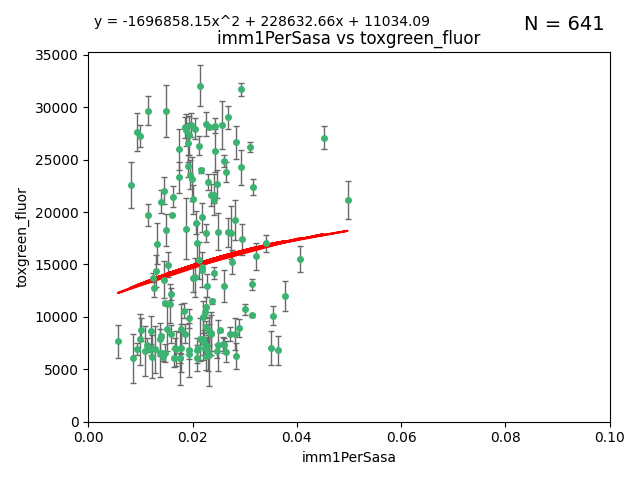 y = -1696858.15x^2 + 228632.66x + 11034.09
N = 641
imm1PerSasa vs toxgreen_fluor
35000
30000
25000
20000
15000
10000
5000
0
toxgreen_fluor
0.00 0.02 0.04 0.06 0.08 0.10
imm1PerSasa